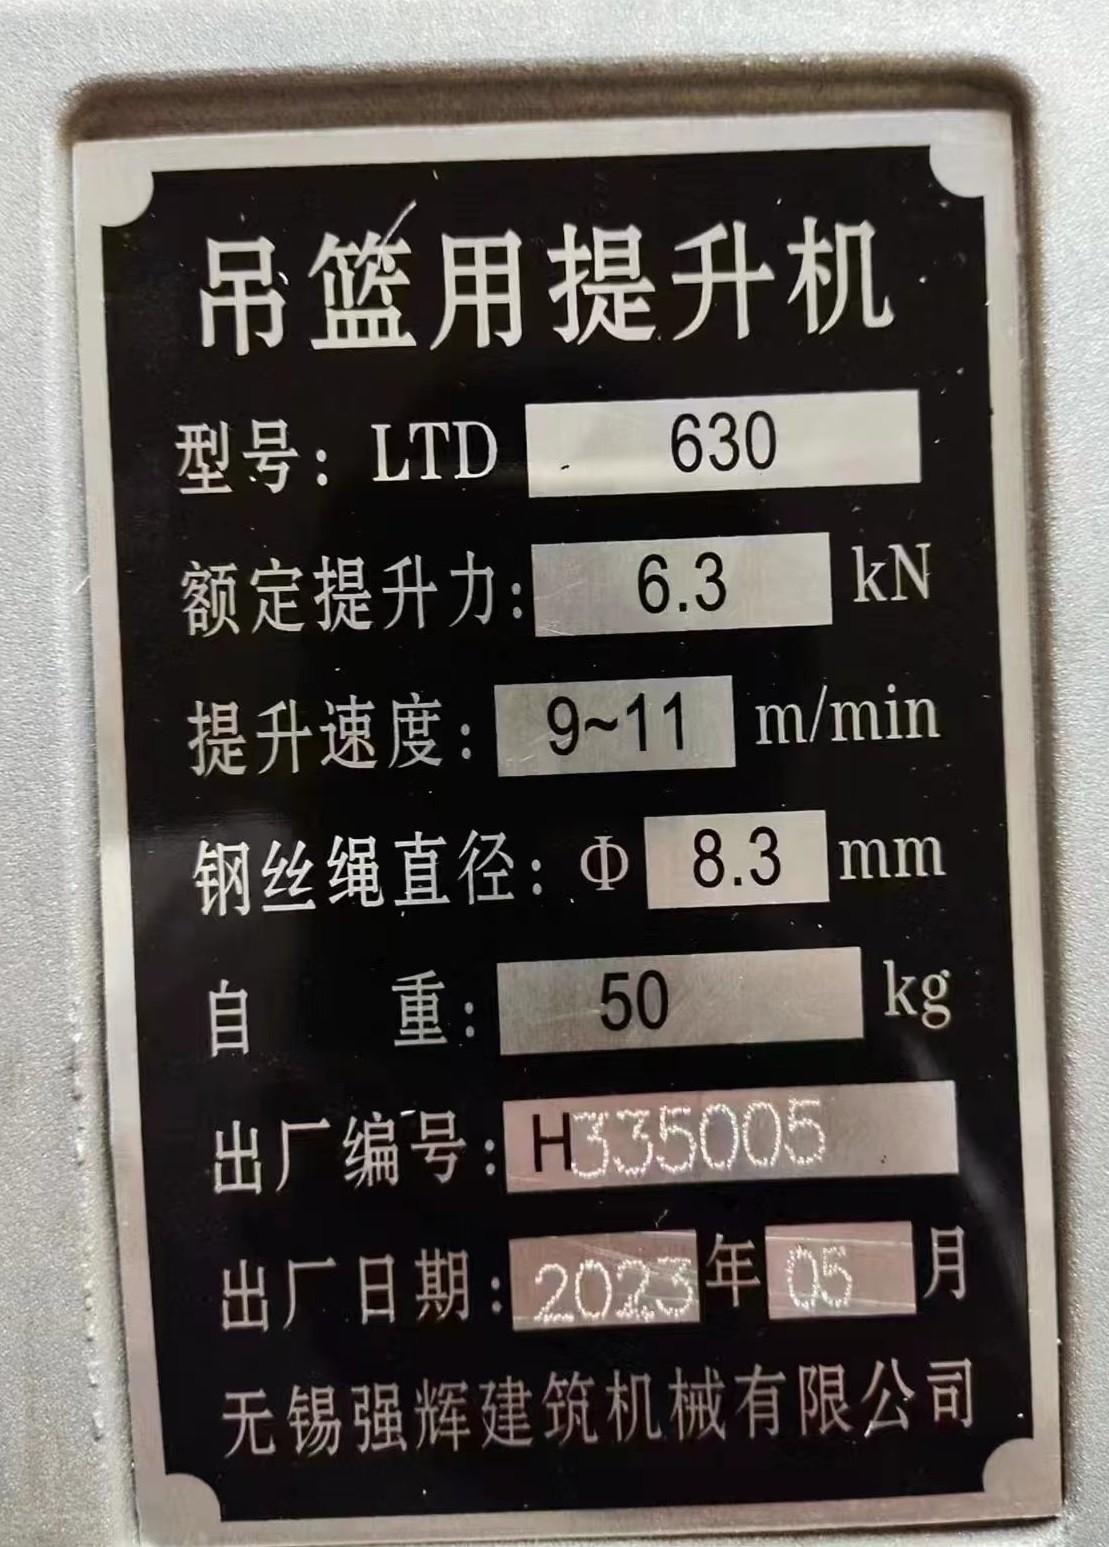 吊篮用提升机
型号：LTD 630
额定提升力：6.3 kN
提升速度：9~11 m/min
钢丝绳直径：Φ 8.3 mm
自 重：50 kg
出厂编号：H335005
出厂日期：2023年05月
无锡强辉建筑机械有限公司